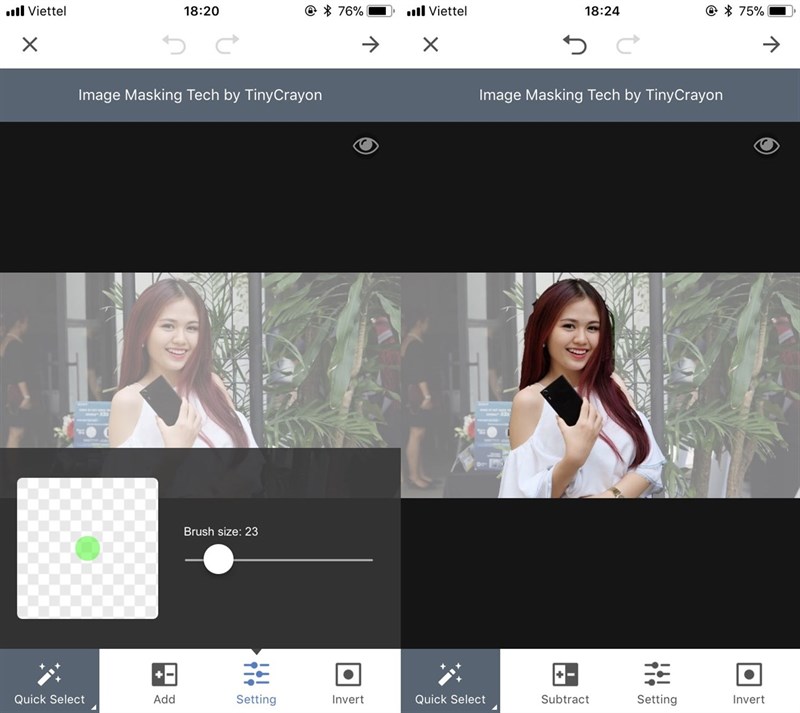 Viettel 18:20 76%
Image Masking Tech by TinyCrayon
Brush size: 23
Quick Select Add Setting Invert
Viettel 18:24 75%
Image Masking Tech by TinyCrayon
Quick Select Subtract Setting Invert